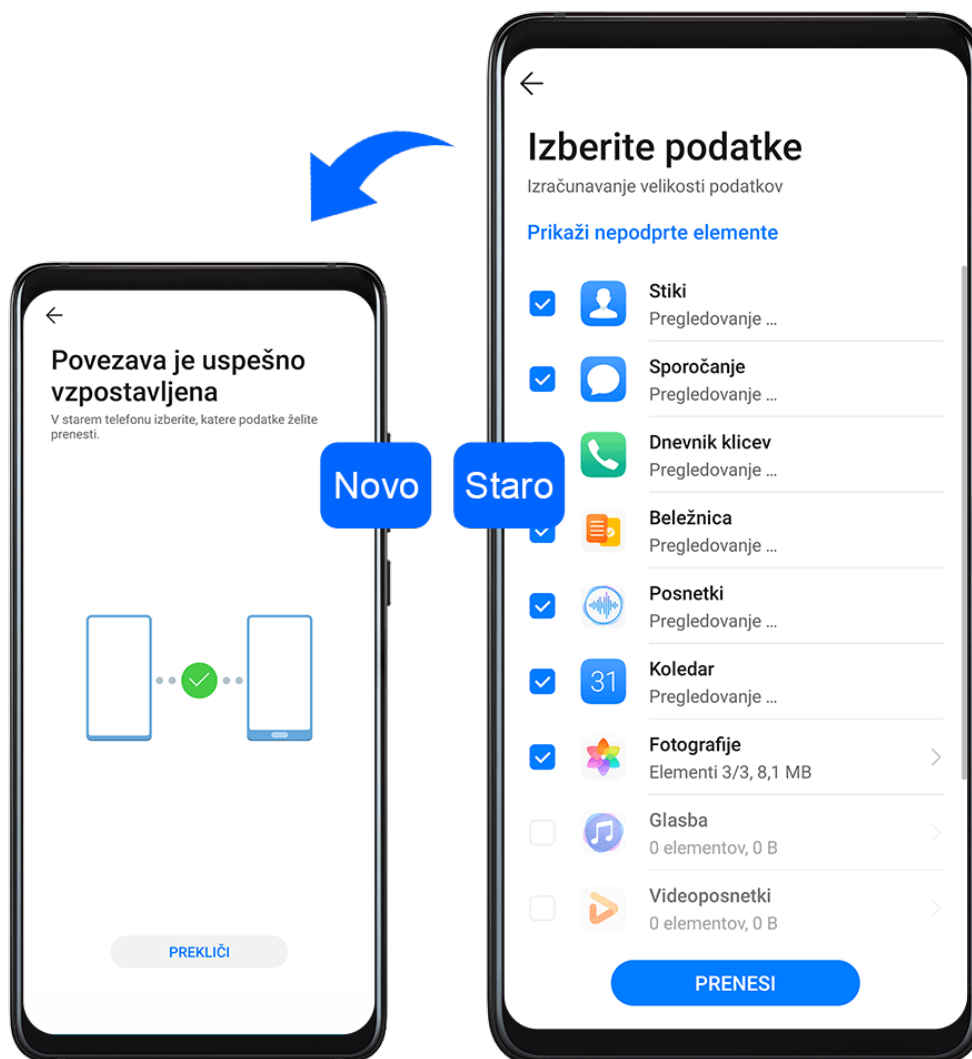 Povezava je uspešno
vzpostavljena
V starem telefonu izberite, katere podatke želite
prenesti.
PREKLIČI
Novo
Staro
Izberite podatke
Izračunavanje velikosti podatkov
Prikaži nepodprte elemente
Stiki
Pregledovanje ...
Sporočanje
Pregledovanje ...
Dnevnik klicev
Pregledovanje ...
Beležnica
Pregledovanje ...
Posnetki
Pregledovanje ...
31
Koledar
Pregledovanje ...
Fotografije
Elementi 3/3, 8,1 MB
Glasba
0 elementov, 0 B
Videoposnetki
0 elementov, 0 B
PRENESI